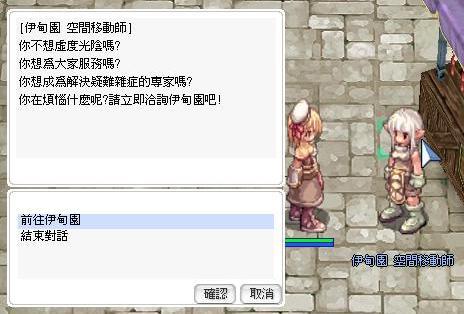 [伊甸園 空間移動師]
你不想虛度光陰嗎?
你想爲大家服務嗎?
你想成爲解決疑難雜症的專家嗎?
你在煩惱什麼呢?請立即洽詢伊甸園吧!
前往伊甸園
結束對話
確認 取消
伊甸園 空間移動師